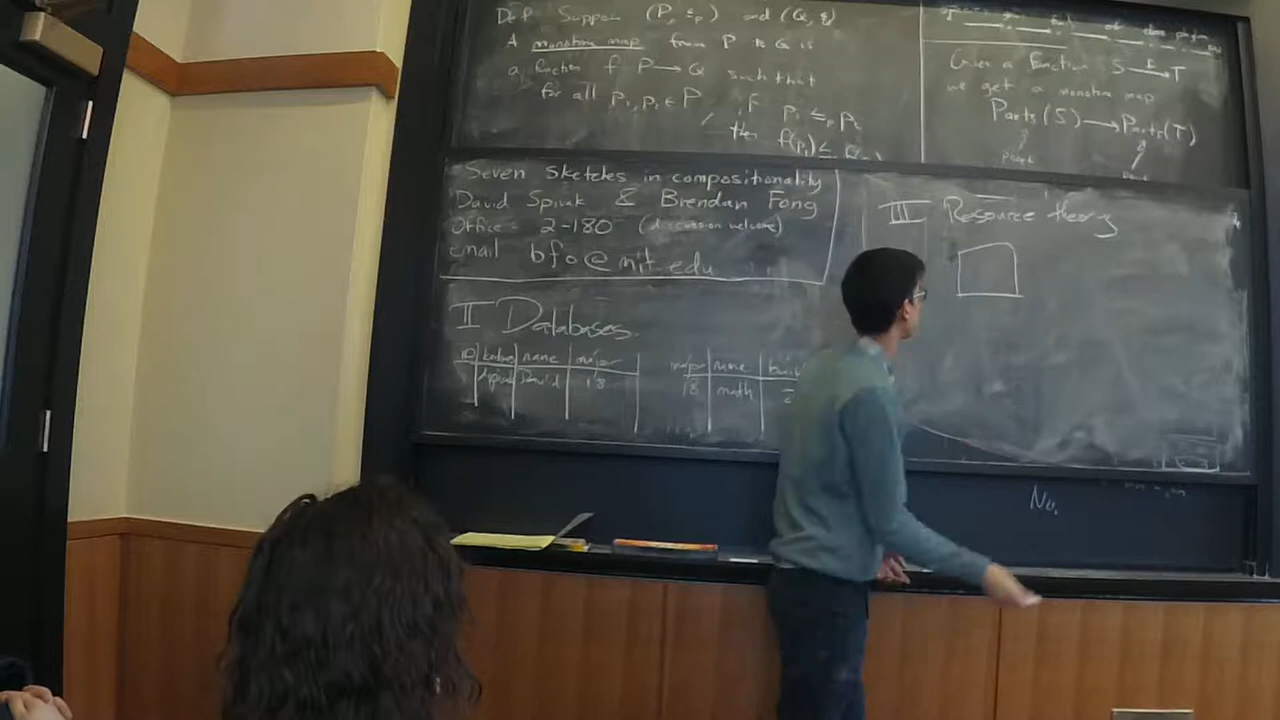 Def. Suppose (P, ≤p) and (Q, ≤)
A monotone map from P to Q is
a function f P→Q such that
for all p₁, p₂ ∈ P, if p₁ ≤p p₂
then f(p₁) ≤
Given a function S f→ T
we get a monotone map
Parts(S) → Parts(T)
Seven Sketches in compositionality
David Spivak & Brendan Fong
Office: 2-180 (discussion welcome)
email bfo@mit.edu
II Databases
ID name major
Spivak David 18
major name
18 math
III Resource theory
No.